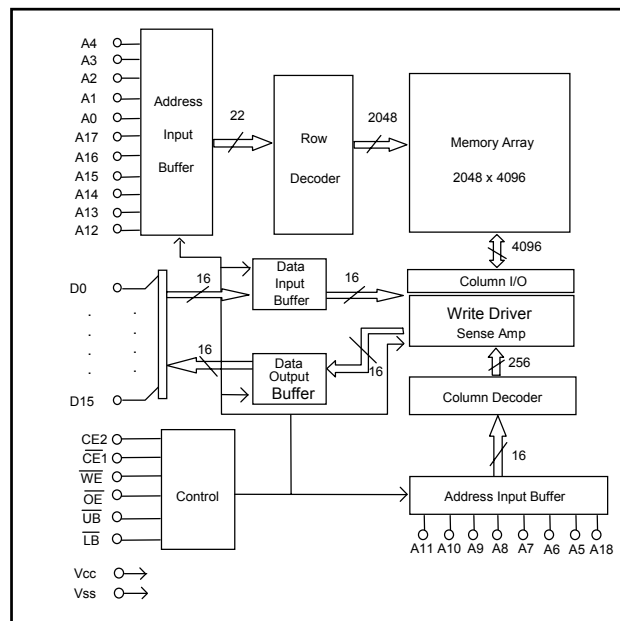 A4
A3
A2
A1
A0
A17
A16
A15
A14
A13
A12
Address
Input
Buffer
22
Row
Decoder
2048
Memory Array
2048 x 4096
4096
D0
.
.
.
.
D15
16
Data
Input
Buffer
16
Column I/O
Write Driver
Sense Amp
.
.
.
.
16
Data
Output
Buffer
16
256
Column Decoder
16
CE2
CE1
WE
OE
UB
LB
Control
Address Input Buffer
A11 A10 A9 A8 A7 A6 A5 A18
Vcc
Vss